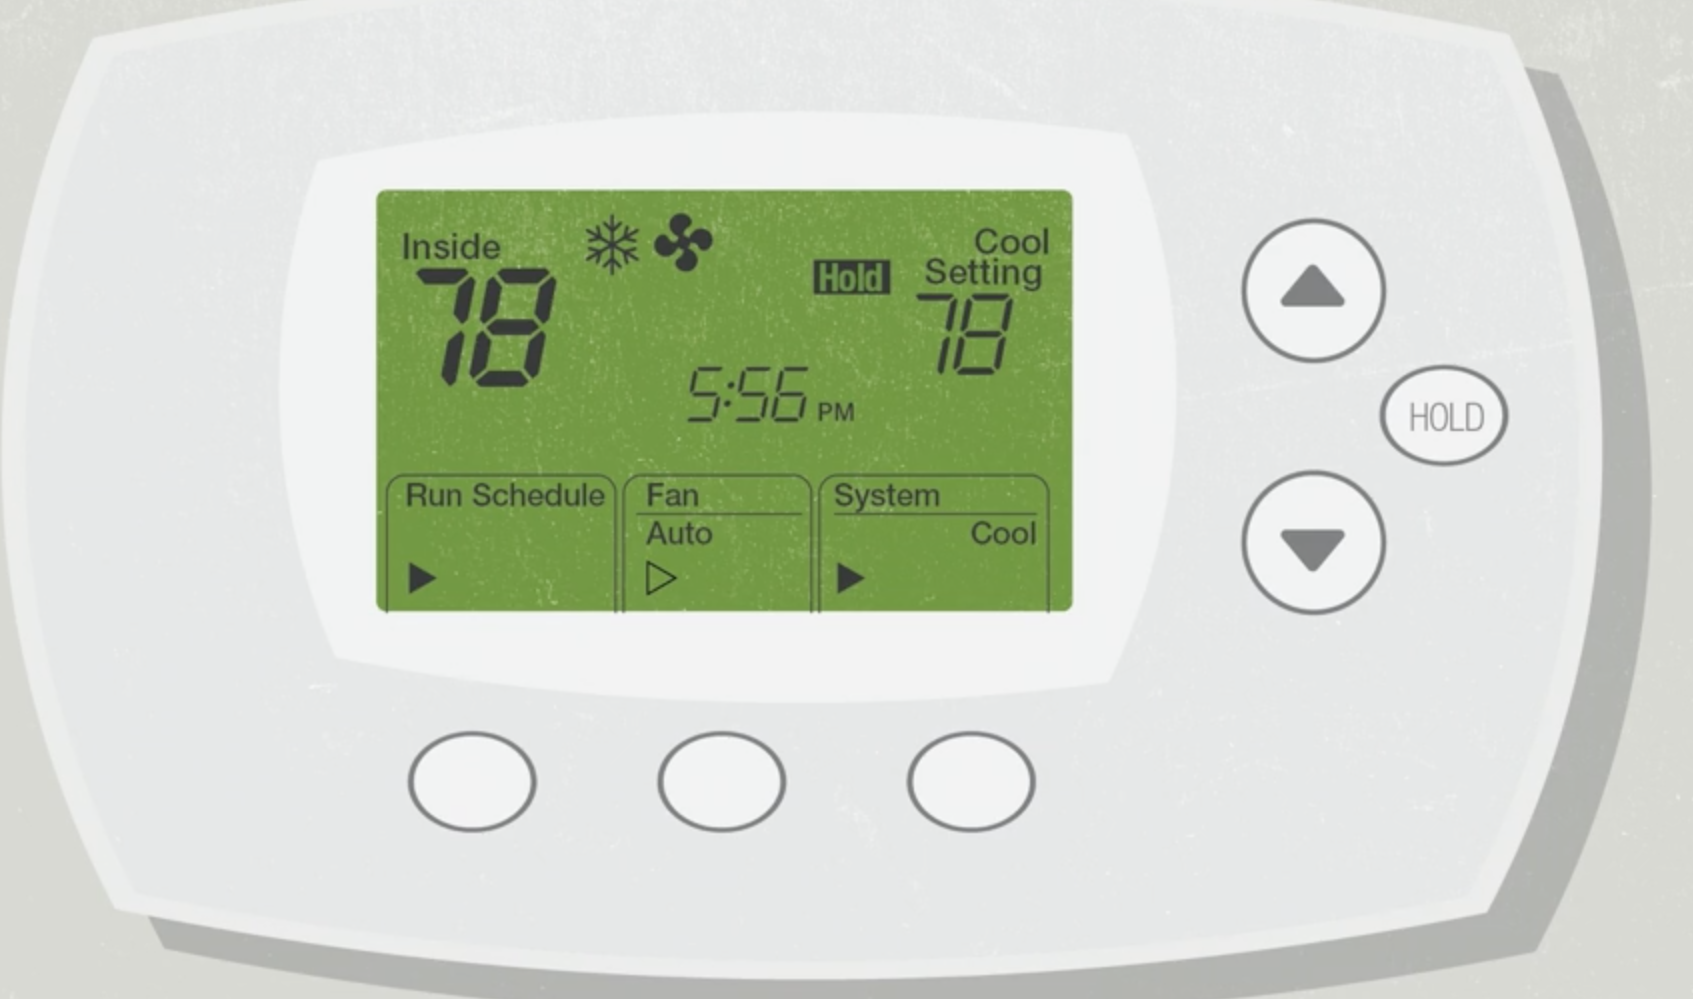 Inside
Cool
Setting
Hold
78
78
5:56 PM
HOLD
Run Schedule
Fan
Auto
System
Cool